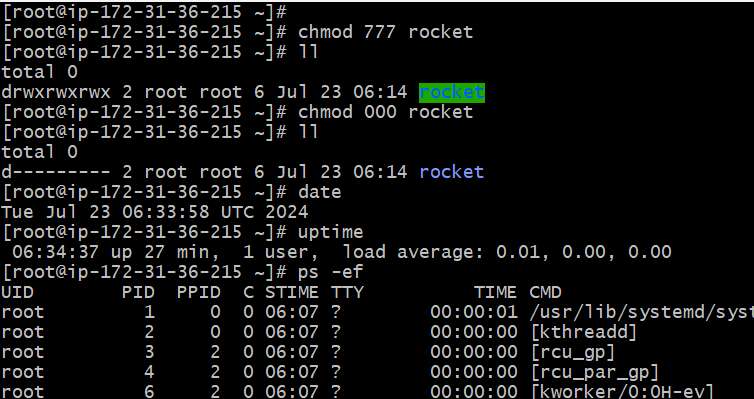 [root@ip-172-31-36-215 ~]#
[root@ip-172-31-36-215 ~]# chmod 777 rocket
[root@ip-172-31-36-215 ~]# ll
total 0
drwxrwxrwx 2 root root 6 Jul 23 06:14 rocket
[root@ip-172-31-36-215 ~]# chmod 000 rocket
[root@ip-172-31-36-215 ~]# ll
total 0
d--------- 2 root root 6 Jul 23 06:14 rocket
[root@ip-172-31-36-215 ~]# date
Tue Jul 23 06:33:58 UTC 2024
[root@ip-172-31-36-215 ~]# uptime
 06:34:37 up 27 min,  1 user,  load average: 0.01, 0.00, 0.00
[root@ip-172-31-36-215 ~]# ps -ef
UID          PID    PPID  C STIME TTY          TIME CMD
root           1       0  0 06:07 ?        00:00:01 /usr/lib/systemd/syst
root           2       0  0 06:07 ?        00:00:00 [kthreadd]
root           3       2  0 06:07 ?        00:00:00 [rcu_gp]
root           4       2  0 06:07 ?        00:00:00 [rcu_par_gp]
root           6       2  0 06:07 ?        00:00:00 [kworker/0:0H-ev]